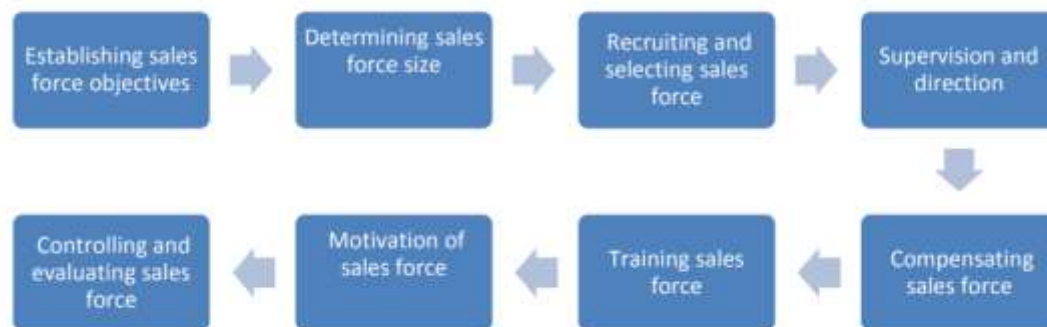 Establishing sales
force objectives
Determining sales
force size
Recruiting and
selecting sales
force
Supervision and
direction
Compensating
sales force
Training sales
force
Motivation of
sales force
Controlling and
evaluating sales
force